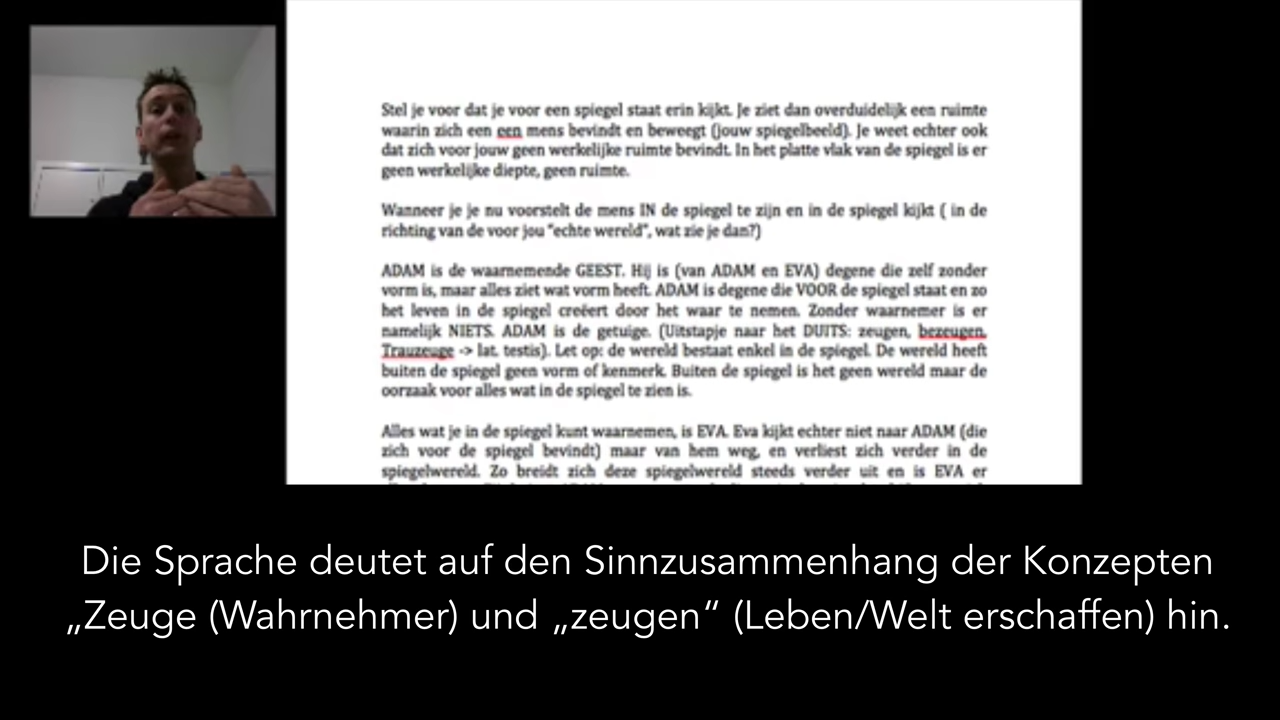 Stel je voor dat je voor een spiegel staat erin kijkt. Je ziet dan overduidelijk een ruimte
waarin zich een een mens bevindt en beweegt (jouw spiegelbeeld). Je weet echter ook
dat zich voor jouw geen werkelijke ruimte bevindt. In het platte vlak van de spiegel is er
geen werkelijke diepte, geen ruimte.
Wanneer je je nu voorstelt de mens IN de spiegel te zijn en in de spiegel kijkt ( in de
richting van de voor jou "echte wereld", wat zie je dan?)
ADAM is de waarnemende GEEST. Hij is (van ADAM en EVA) degene die zelf zonder
vorm is, maar alles ziet wat vorm heeft. ADAM is degene die VOOR de spiegel staat en zo
het leven in de spiegel creëert door het waar te nemen. Zonder waarnemer is er
namelijk NIETS. ADAM is de getuige. (Uitstapje naar het DUITS: zeugen, bezeugen,
Trauzeuge -> lat. testis). Let op: de wereld bestaat enkel in de spiegel. De wereld heeft
buiten de spiegel geen vorm of kenmerk. Buiten de spiegel is het geen wereld maar de
oorzaak voor alles wat in de spiegel te zien is.
Alles wat je in de spiegel kunt waarnemen, is EVA. Eva kijkt echter niet naar ADAM (die
zich voor de spiegel bevindt) maar van hem weg, en verliest zich verder in de
spiegelwereld. Zo breidt zich deze spiegelwereld steeds verder uit en is EVA er
Die Sprache deutet auf den Sinnzusammenhang der Konzepten
„Zeuge (Wahrnehmer) und „zeugen“ (Leben/Welt erschaffen) hin.